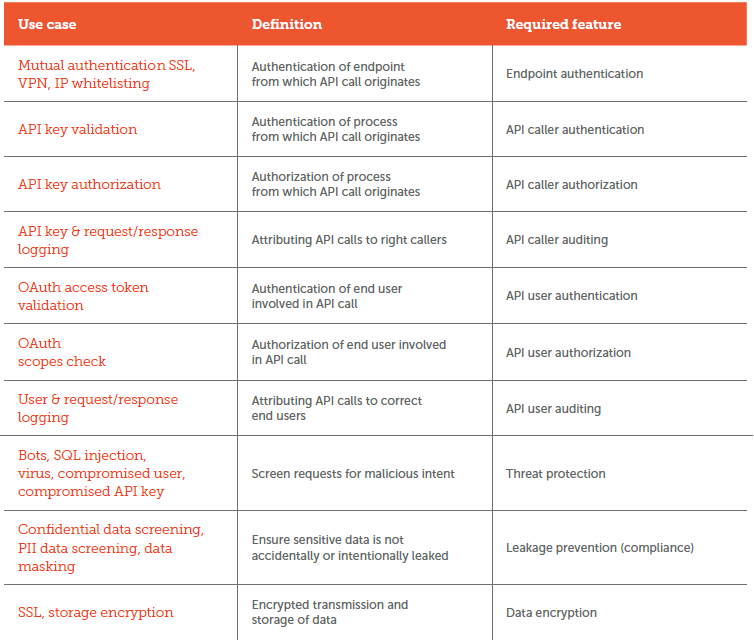 Use case
Definition
Required feature
Mutual authentication SSL,
VPN, IP whitelisting
Authentication of endpoint
from which API call originates
Endpoint authentication
API key validation
Authentication of process
from which API call originates
API caller authentication
API key authorization
Authorization of process
from which API call originates
API caller authorization
API key & request/response
logging
Attributing API calls to right callers
API caller auditing
OAuth access token
validation
Authentication of end user
involved in API call
API user authentication
OAuth
scopes check
Authorization of end user involved
in API call
API user authorization
User & request/response
logging
Attributing API calls to correct
end users
API user auditing
Bots, SQL injection,
virus, compromised user,
compromised API key
Screen requests for malicious intent
Threat protection
Confidential data screening,
PII data screening, data
masking
Ensure sensitive data is not
accidentally or intentionally leaked
Leakage prevention (compliance)
SSL, storage encryption
Encrypted transmission and
storage of data
Data encryption